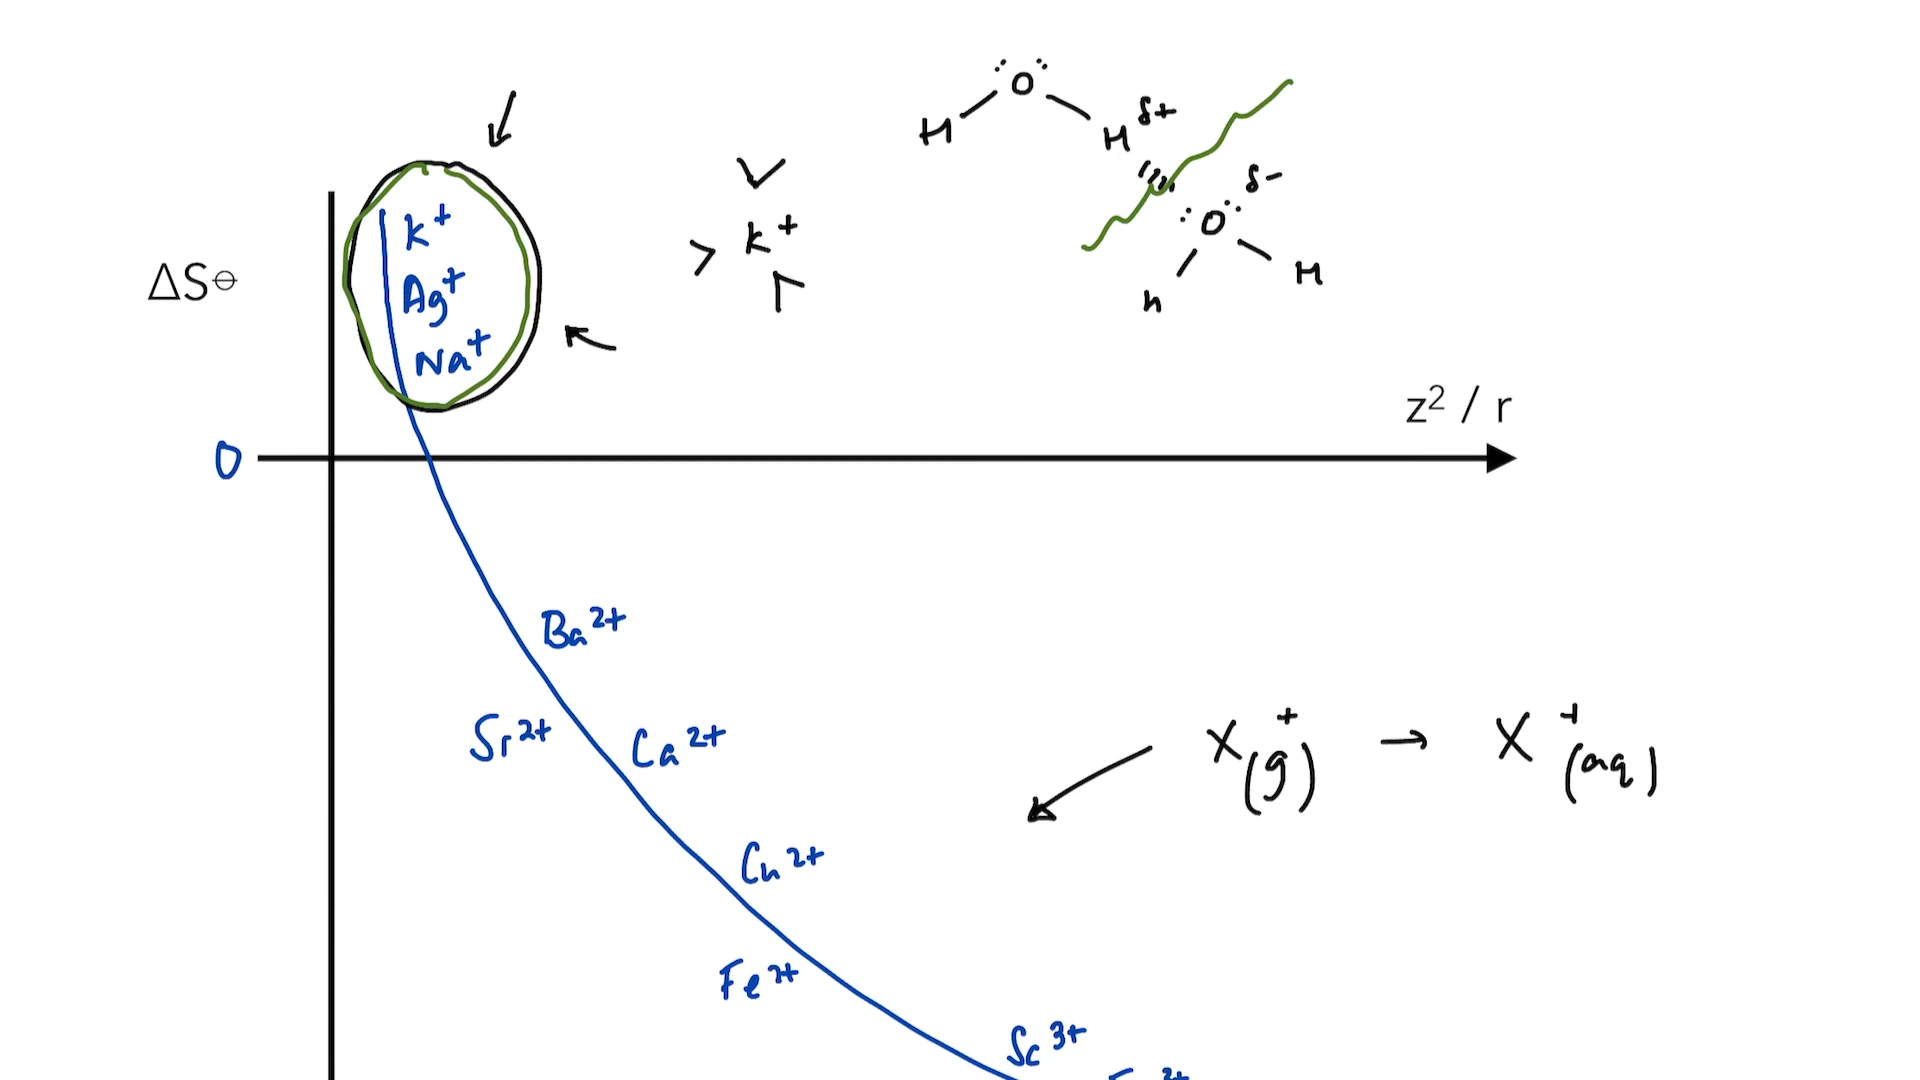 O
H
H δ+
δ-
O
H
h
K+
Ag+
Na+
K+
ΔS⊖
z² / r
0
Ba2+
Sr2+
Ca2+
X+(g) → X+(aq)
Cu2+
Fe2+
Sc3+